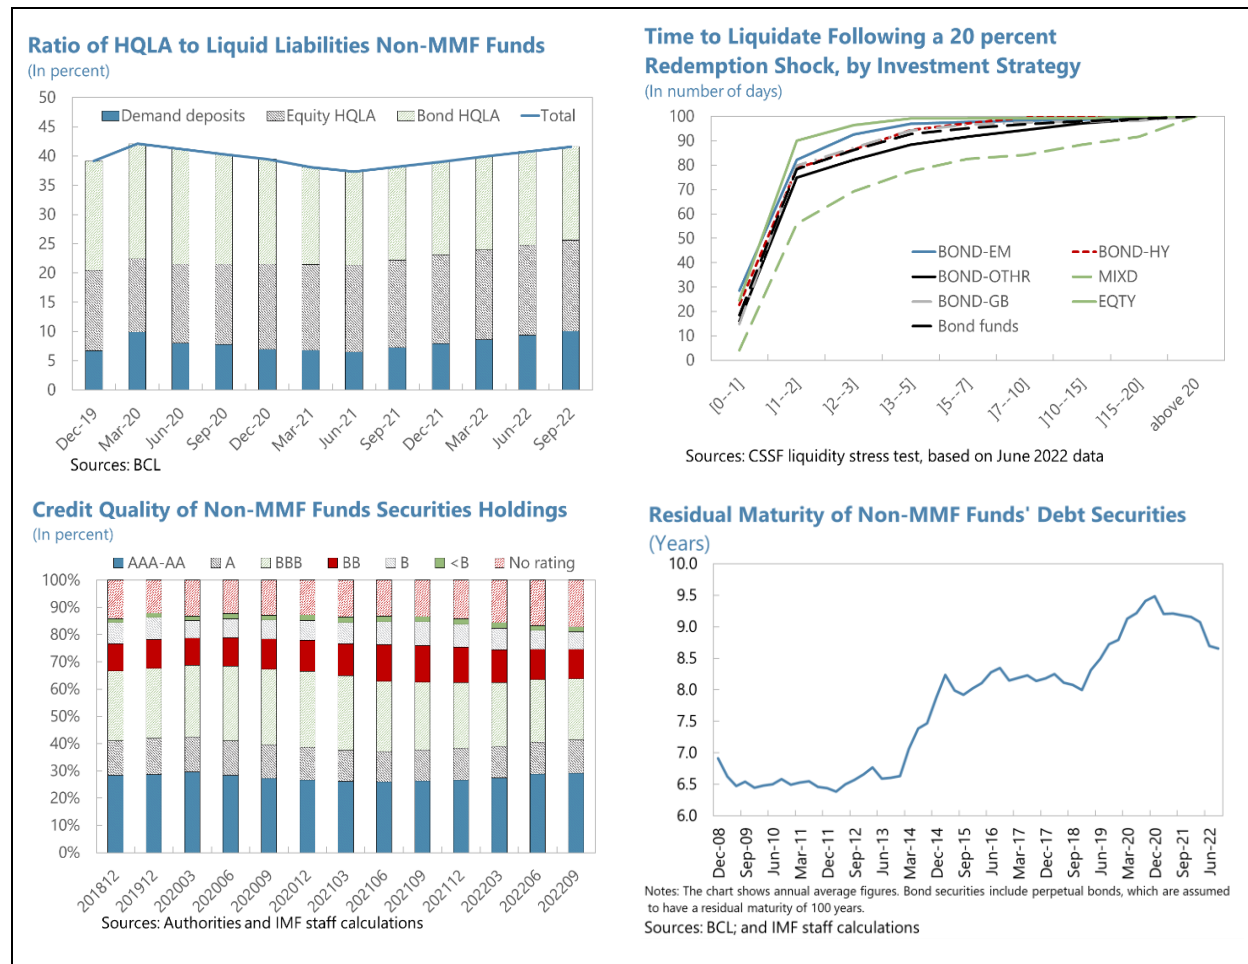 Ratio of HQLA to Liquid Liabilities Non-MMF Funds
(In percent)
50
45
40
35
30
25
20
15
10
5
0
Demand deposits Equity HQLA Bond HQLA Total
Dec-19 Mar-20 Jun-20 Sep-20 Dec-20 Mar-21 Jun-21 Sep-21 Dec-21 Mar-22 Jun-22 Sep-22
Sources: BCL
Time to Liquidate Following a 20 percent
Redemption Shock, by Investment Strategy
(In number of days)
100
90
80
70
60
50
40
30
20
10
0
BOND-EM BOND-HY
BOND-OTHR MIXD
BOND-GB EQTY
Bond funds
[0--1] ]1--2] ]2--3] ]3--5] ]5--7] ]7--10] ]10--15] ]15--20] above 20
Sources: CSSF liquidity stress test, based on June 2022 data
Credit Quality of Non-MMF Funds Securities Holdings
(In percent)
AAA-AA A BBB BB B <B No rating
100%
90%
80%
70%
60%
50%
40%
30%
20%
10%
0%
201812 201912 202003 202006 202009 202012 202103 202106 202109 202112 202203 202206 202209
Sources: Authorities and IMF staff calculations
Residual Maturity of Non-MMF Funds' Debt Securities
(Years)
10.0
9.5
9.0
8.5
8.0
7.5
7.0
6.5
6.0
Dec-08 Sep-09 Jun-10 Mar-11 Dec-11 Sep-12 Jun-13 Mar-14 Dec-14 Sep-15 Jun-16 Mar-17 Dec-17 Sep-18 Jun-19 Mar-20 Dec-20 Sep-21 Jun-22
Notes: The chart shows annual average figures. Bond securities include perpetual bonds, which are assumed
to have a residual maturity of 100 years.
Sources: BCL; and IMF staff calculations